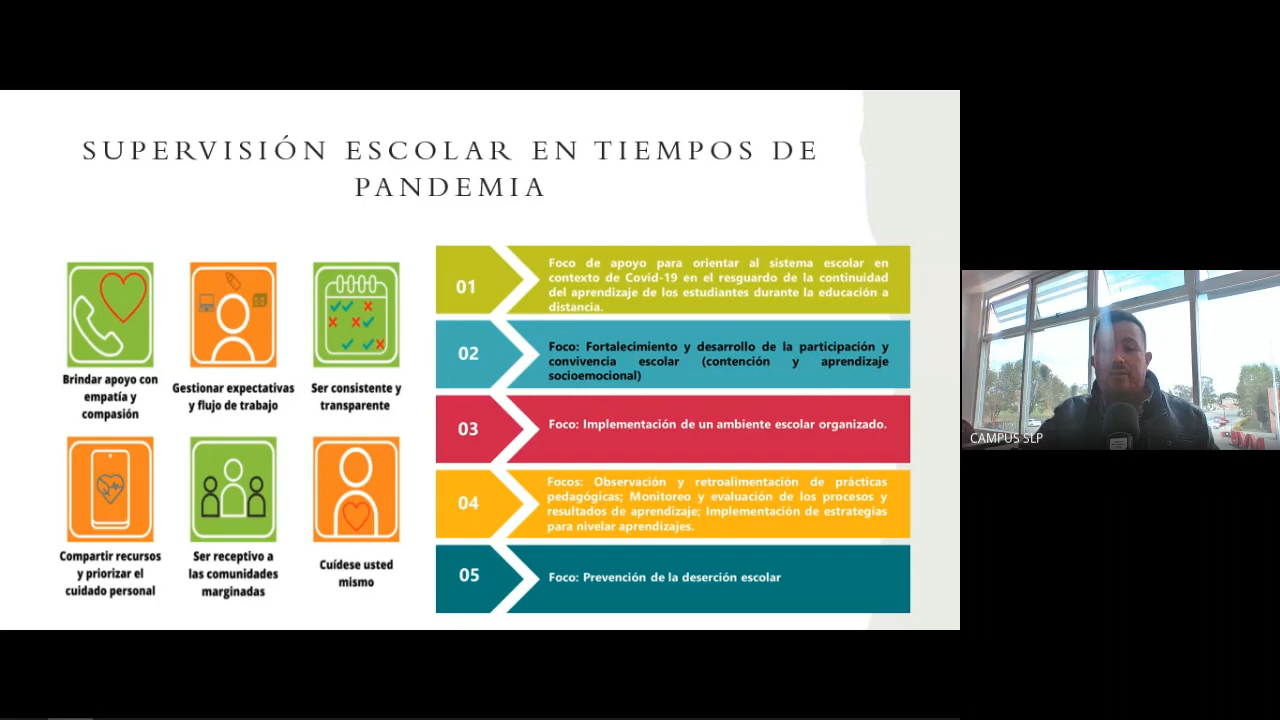 SUPERVISIÓN ESCOLAR EN TIEMPOS DE
PANDEMIA
Brindar apoyo con
empatía y
compasión
Gestionar expectativas
y flujo de trabajo
Ser consistente y
transparente
Compartir recursos
y priorizar el
cuidado personal
Ser receptivo a
las comunidades
marginadas
Cuídese usted
mismo
01
Foco de apoyo para orientar al sistema escolar en
contexto de Covid-19 en el resguardo de la continuidad
del aprendizaje de los estudiantes durante la educación a
distancia.
02
Foco: Fortalecimiento y desarrollo de la participación y
convivencia escolar (contención y aprendizaje
socioemocional)
03
Foco: Implementación de un ambiente escolar organizado.
04
Focos: Observación y retroalimentación de prácticas
pedagógicas; Monitoreo y evaluación de los procesos y
resultados de aprendizaje; Implementación de estrategias
para nivelar aprendizajes.
05
Foco: Prevención de la deserción escolar
CAMPUS SLP